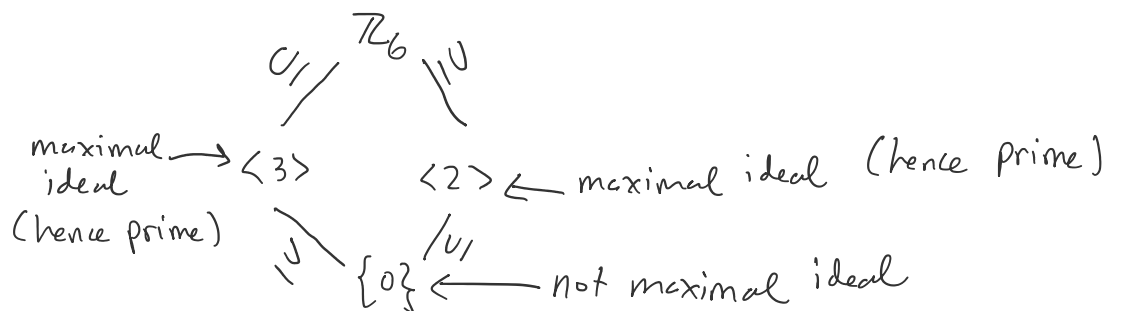 ℤ₆
⊆ ⊆
maximal
ideal
(hence prime)
<3>
<2>
maximal ideal (hence prime)
⊆ ⊆
{0}
not maximal ideal